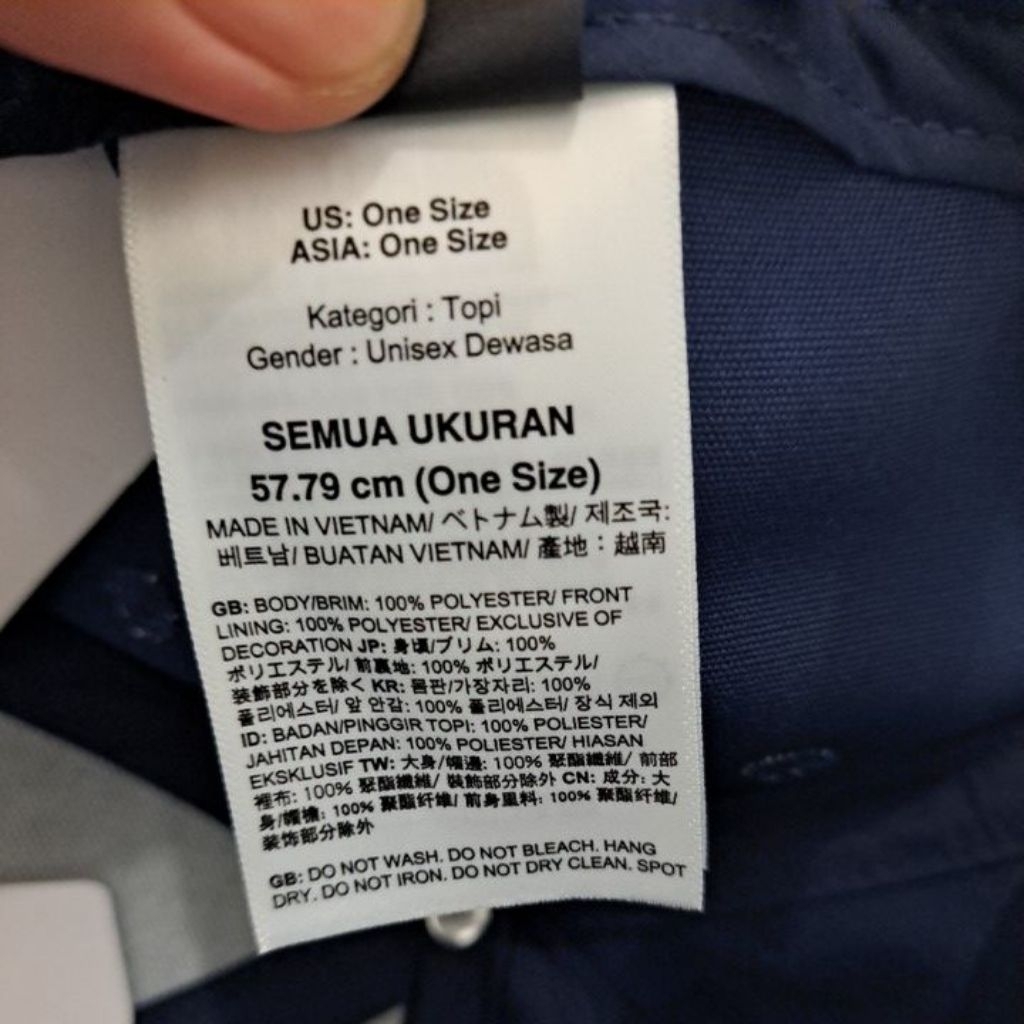 US: One Size
ASIA: One Size
Kategori : Topi
Gender : Unisex Dewasa
SEMUA UKURAN
57.79 cm (One Size)
MADE IN VIETNAM/ ベトナム製/ 제조국:
베트남/ BUATAN VIETNAM/ 產地：越南
GB: BODY/BRIM: 100% POLYESTER/ FRONT
LINING: 100% POLYESTER/ EXCLUSIVE OF
DECORATION JP: 身頃/ブリム: 100%
ポリエステル/ 前裏地: 100% ポリエステル/
装飾部分を除く KR: 몸판/가장자리: 100%
폴리에스터/ 앞 안감: 100% 폴리에스터/ 장식 제외
ID: BADAN/PINGGIR TOPI: 100% POLIESTER/
JAHITAN DEPAN: 100% POLIESTER/ HIASAN
EKSKLUSIF TW: 大身/帽邊: 100% 聚酯纖維/ 前部
裡布: 100% 聚酯纖維/ 裝飾部分除外 CN: 成分: 大
身/帽檐: 100% 聚酯纤维/ 前身里料: 100% 聚酯纤维/
装饰部分除外
GB: DO NOT WASH. DO NOT BLEACH. HANG
DRY. DO NOT IRON. DO NOT DRY CLEAN. SPOT